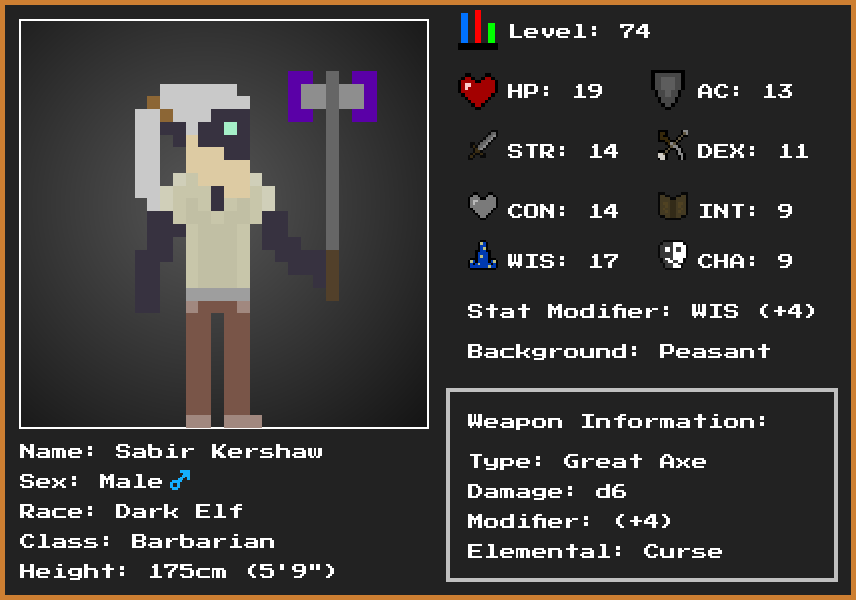 Level: 74
HP: 19 AC: 13
STR: 14 DEX: 11
CON: 14 INT: 9
WIS: 17 CHA: 9
Stat Modifier: WIS (+4)
Background: Peasant
Weapon Information:
Type: Great Axe
Damage: d6
Modifier: (+4)
Elemental: Curse
Name: Sabir Kershaw
Sex: Male♂
Race: Dark Elf
Class: Barbarian
Height: 175cm (5'9")